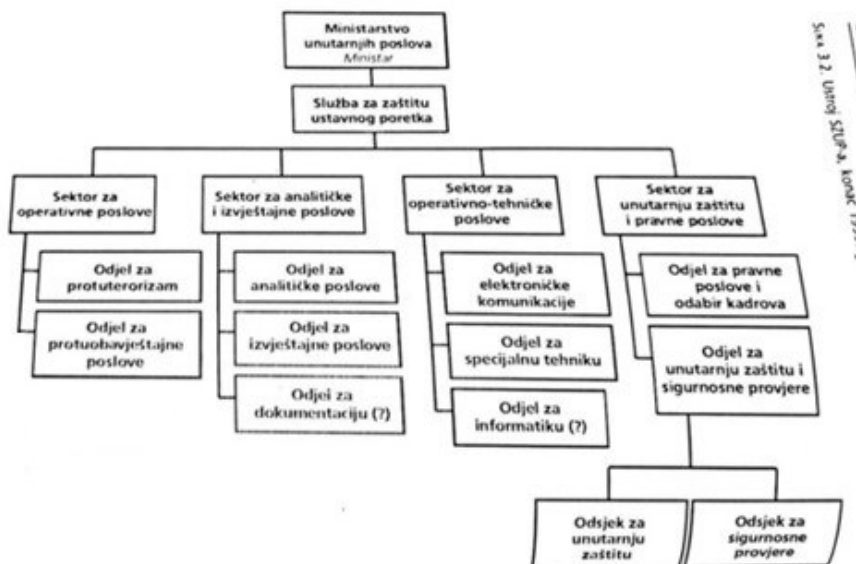 Ministarstvo
unutarnjih poslova
Ministar
Služba za zaštitu
ustavnog poretka
Sektor za
operativne poslove
Odjel za
protuterorizam
Odjel za
protuobavještajne
poslove
Sektor za analitičke
i izvještajne poslove
Odjel za
analitičke poslove
Odjel za
izvještajne poslove
Odjel za
dokumentaciju (?)
Sektor za
operativno-tehničke
poslove
Odjel za
elektroničke
komunikacije
Odjel za
specijalnu tehniku
Odjel za
informatiku (?)
Sektor za
unutarnju zaštitu
i pravne poslove
Odjel za pravne
poslove i
odabir kadrova
Odjel za
unutarnju zaštitu i
sigurnosne provjere
Odsjek za
unutarnju
zaštitu
Odsjek za
sigurnosne
provjere
3.2. Ustroj SZUP-a, konac